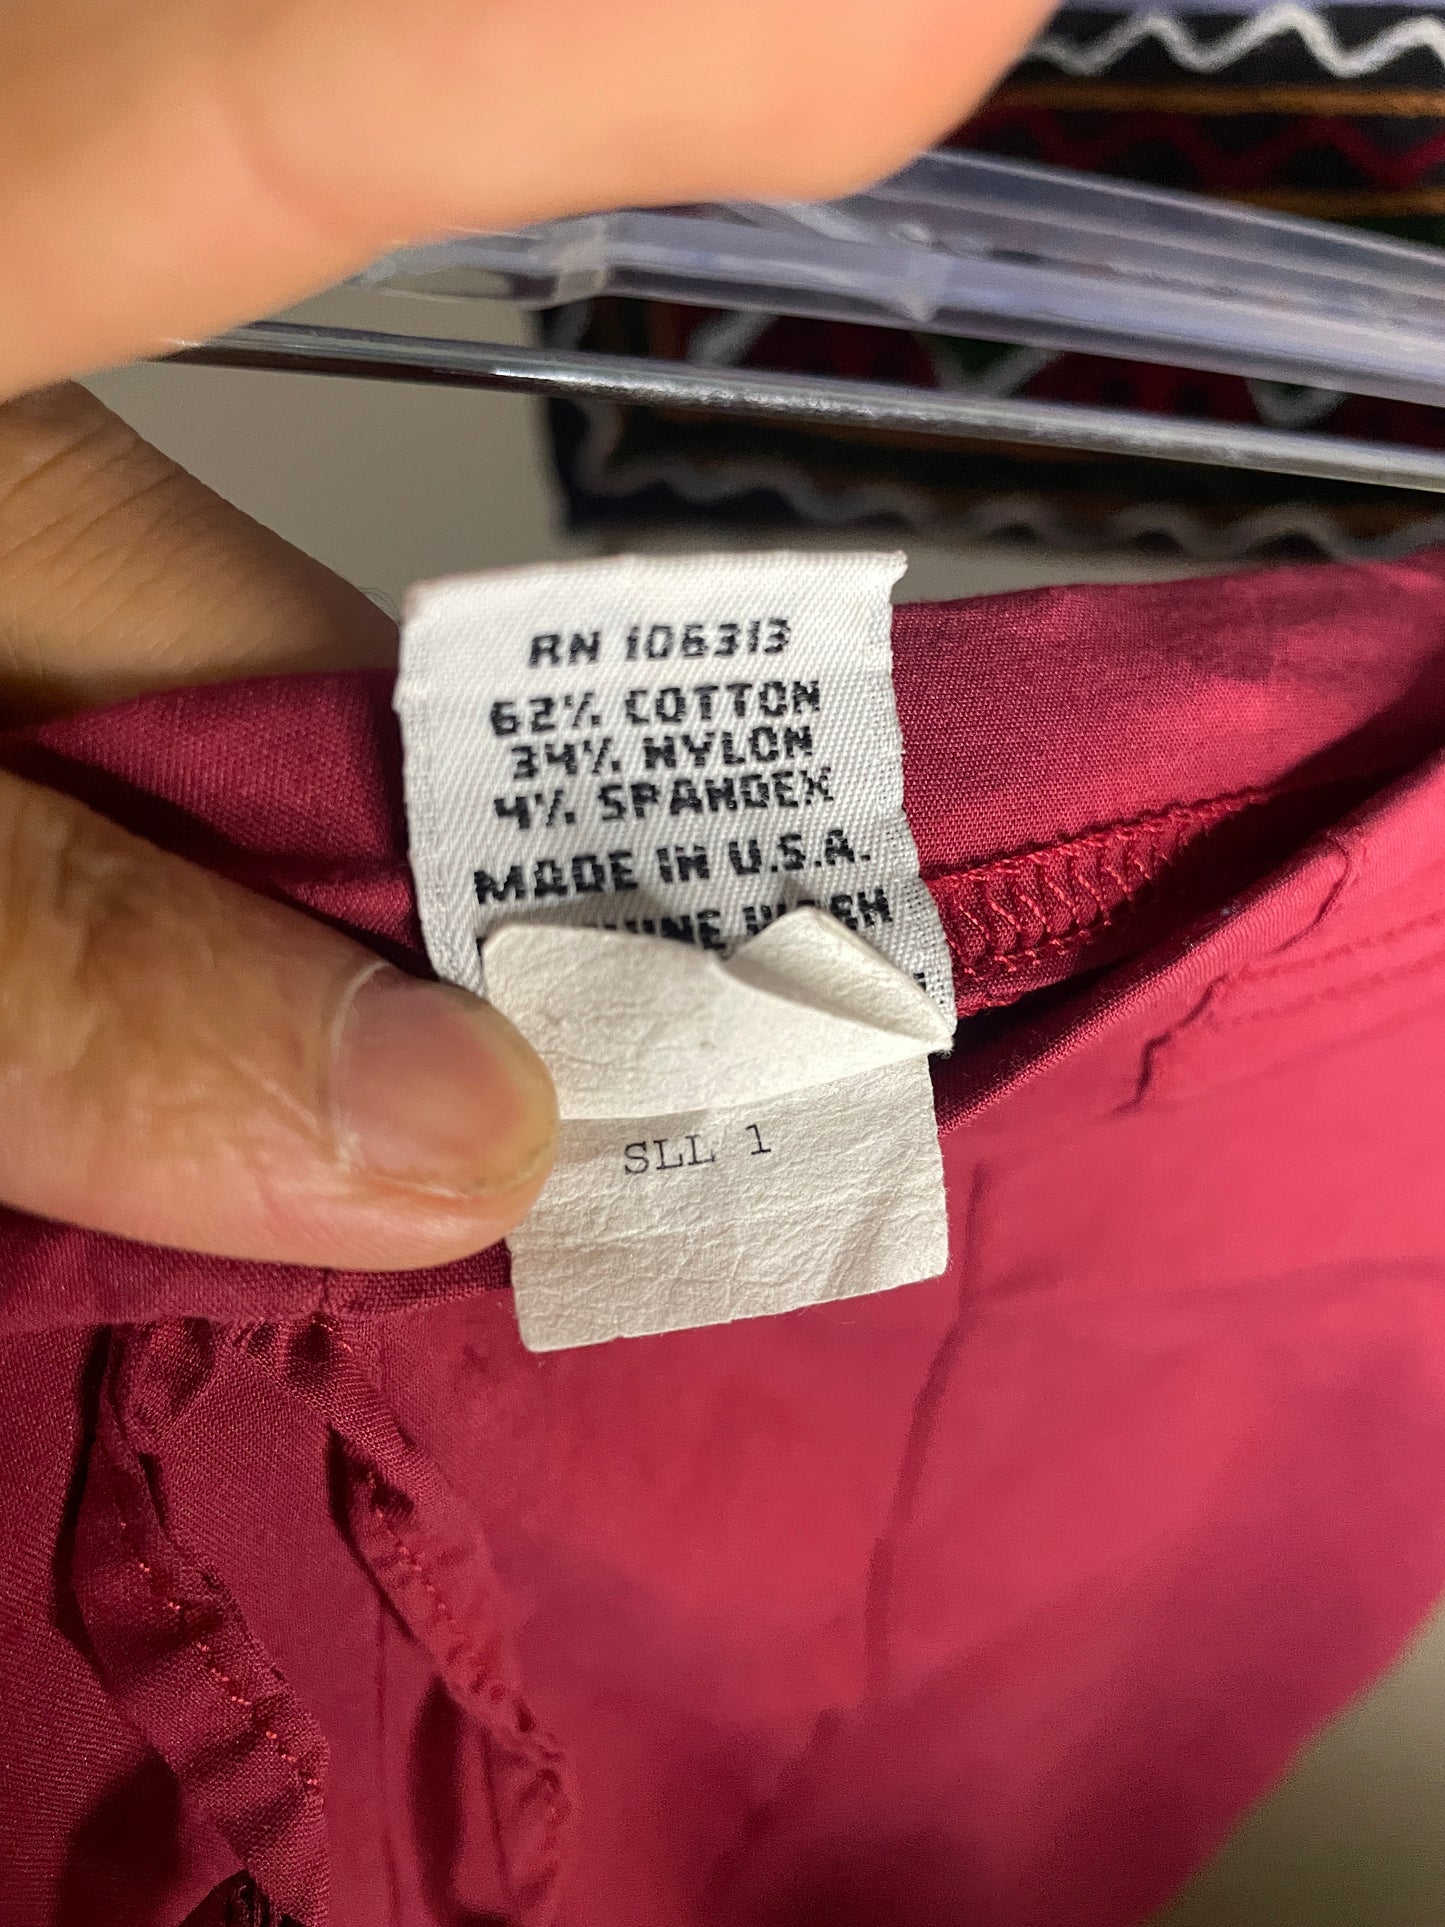 RN 106313
62% COTTON
34% NYLON
4% SPANDEX
MADE IN U.S.A.
SLL 1